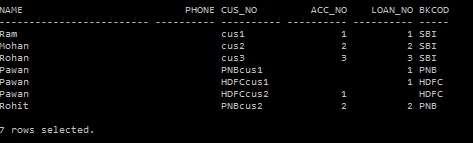 NAME PHONE CUS_NO ACC_NO LOAN_NO BKCOD
------------------------- ---------- ---------- ---------- ---------- -----
Ram cus1 1 1 SBI
Mohan cus2 2 2 SBI
Rohan cus3 3 3 SBI
Pawan PNBcus1 1 PNB
Pawan HDFCcus1 1 HDFC
Pawan HDFCcus2 1 HDFC
Rohit PNBcus2 2 2 PNB
7 rows selected.